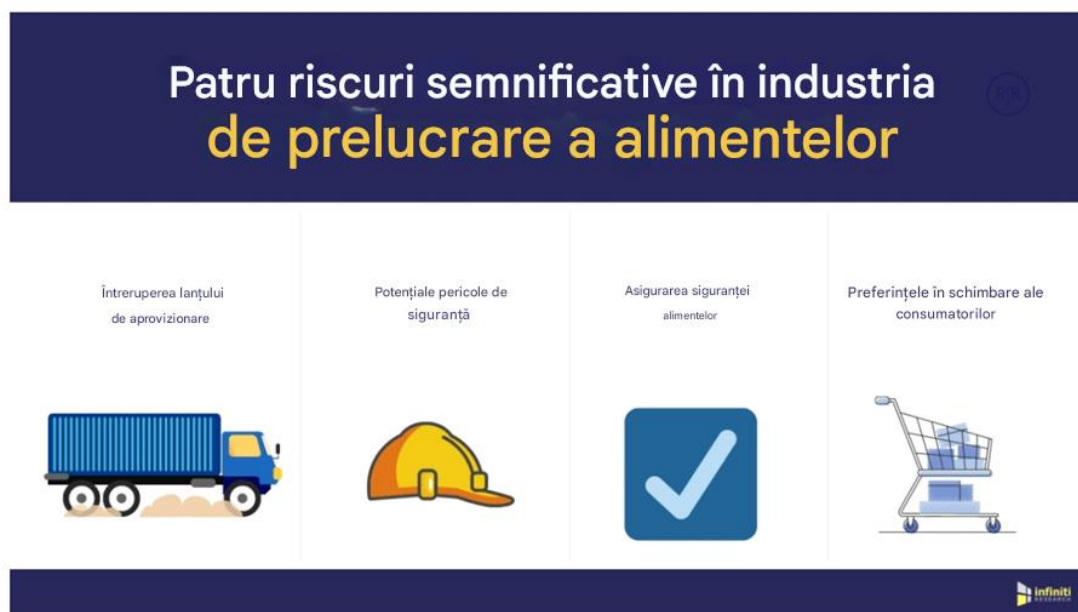 Patru riscuri semnificative în industria
de prelucrare a alimentelor
Întreruperea lanțului
de aprovizionare
Potențiale pericole de
siguranță
Asigurarea siguranței
alimentelor
Preferințele în schimbare ale
consumatorilor
infiniti
RESEARCH